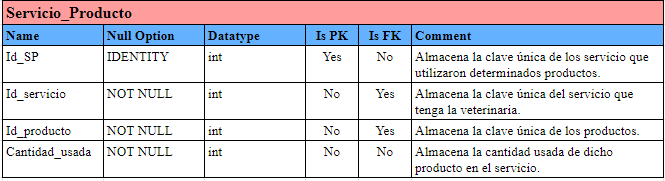 Servicio_Producto
Name Null Option Datatype Is PK Is FK Comment
Id_SP IDENTITY int Yes No Almacena la clave única de los servicio que
utilizaron determinados productos.
Id_servicio NOT NULL int No Yes Almacena la clave única del servicio que
tenga la veterinaria.
Id_producto NOT NULL int No Yes Almacena la clave única de los productos.
Cantidad_usada NOT NULL int No No Almacena la cantidad usada de dicho
producto en el servicio.